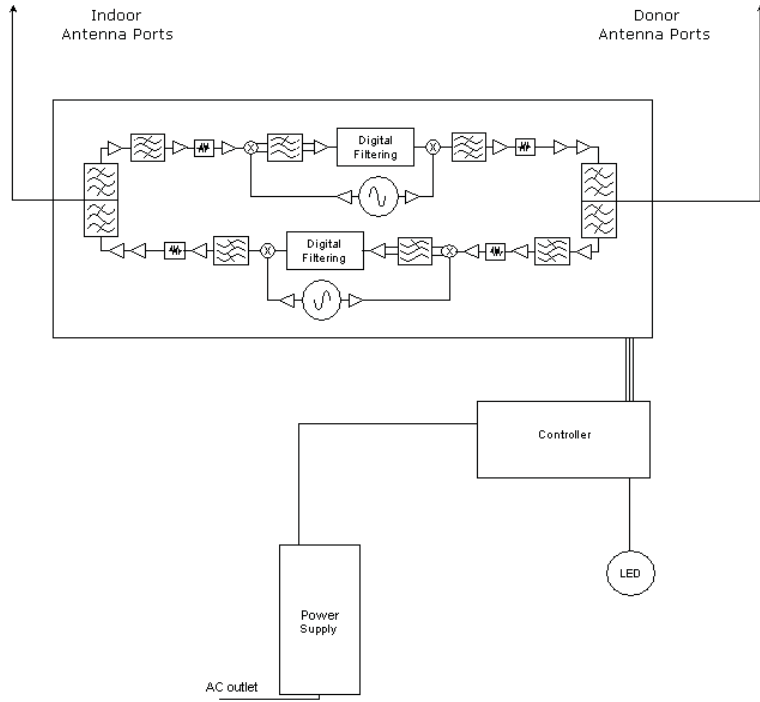 Indoor
Antenna Ports
Donor
Antenna Ports
Digital
Filtering
X
X
Digital
Filtering
X
X
Controller
LED
Power
Supply
AC outlet